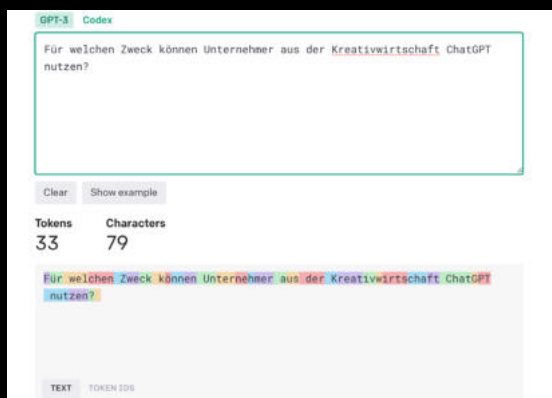 GPT-3 Codex
Für welchen Zweck können Unternehmer aus der Kreativwirtschaft ChatGPT
nutzen?
Clear Show example
Tokens Characters
33 79
Für welchen Zweck können Unternehmer aus der Kreativwirtschaft ChatGPT
nutzen?
TEXT TOKEN IDS